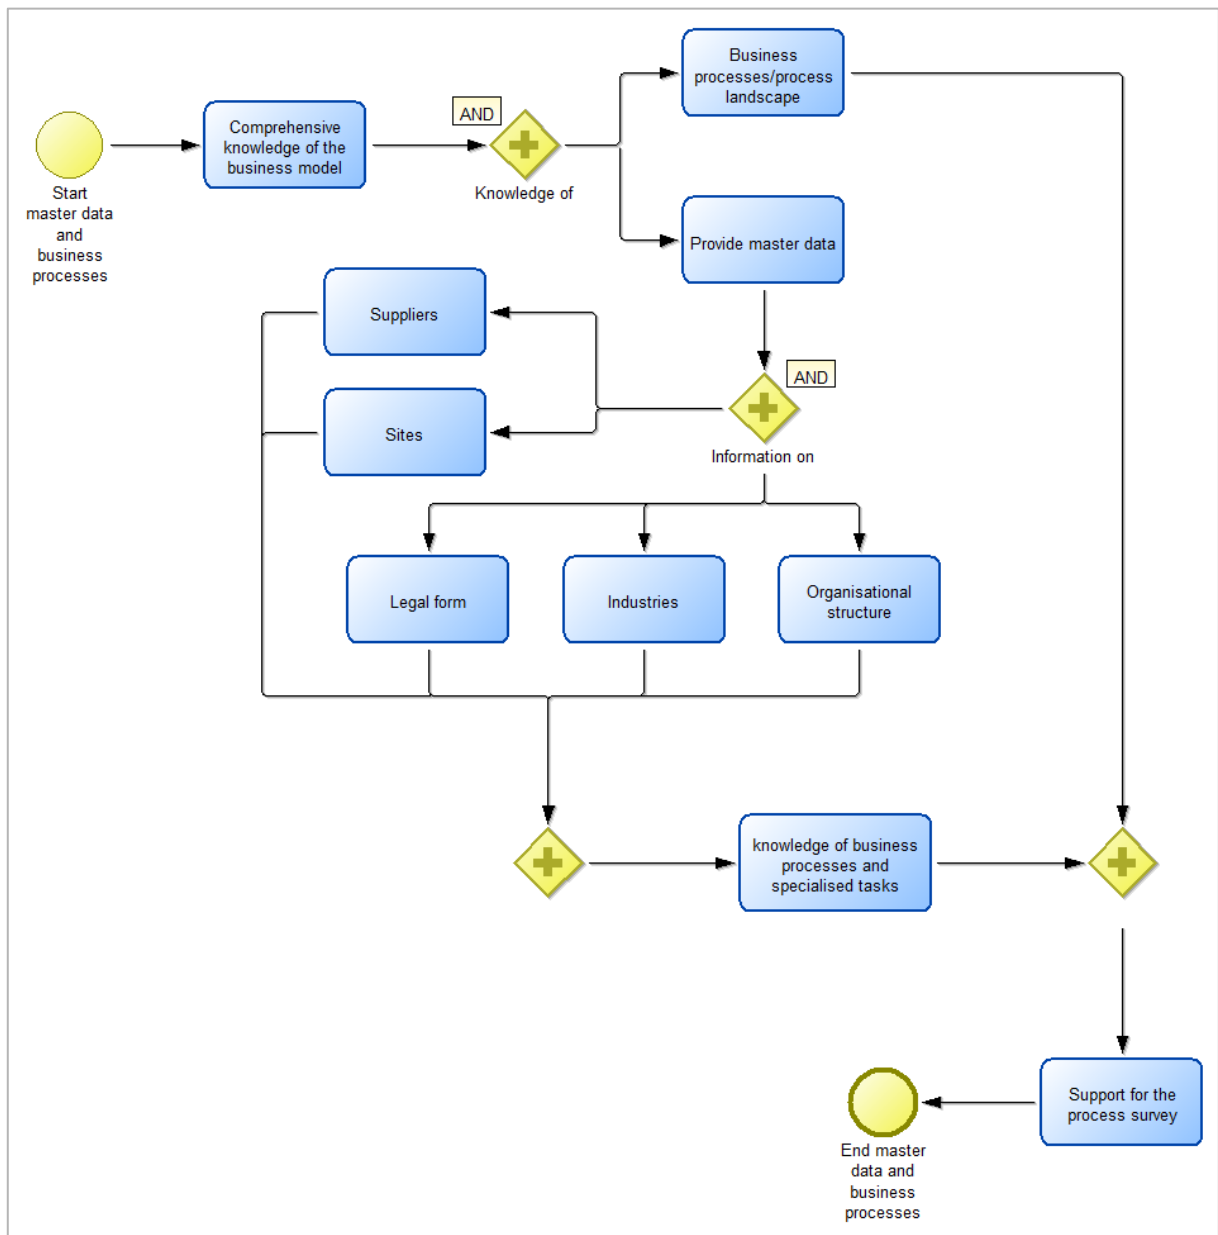 Business
processes/process
landscape
AND
Comprehensive
knowledge of the
business model
Knowledge of
Start
master data
and
business
processes
Provide master data
Suppliers
AND
Sites
Information on
Legal form
Industries
Organisational
structure
knowledge of business
processes and
specialised tasks
Support for the
process survey
End master
data and
business
processes